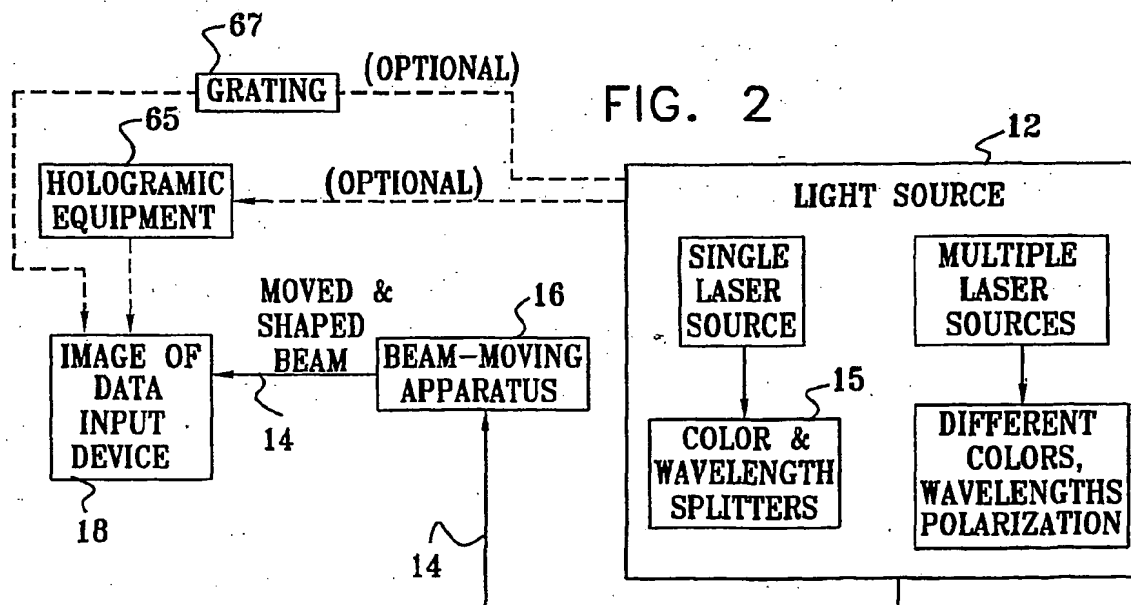 67
(OPTIONAL)
GRATING
FIG. 2
65
12
HOLOGRAMIC
EQUIPMENT
(OPTIONAL)
LIGHT SOURCE
SINGLE
LASER
SOURCE
MULTIPLE
LASER
SOURCES
MOVED &
SHAPED
BEAM
16
IMAGE OF
DATA
INPUT
DEVICE
BEAM-MOVING
APPARATUS
14
15
COLOR &
WAVELENGTH
SPLITTERS
DIFFERENT
COLORS,
WAVELENGTHS
POLARIZATION
18
14